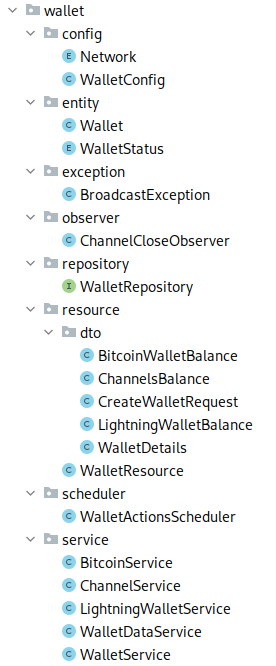 wallet
config
E Network
C WalletConfig
entity
C Wallet
E WalletStatus
exception
C BroadcastException
observer
C ChannelCloseObserver
repository
I WalletRepository
resource
dto
C BitcoinWalletBalance
C ChannelsBalance
C CreateWalletRequest
C LightningWalletBalance
C WalletDetails
C WalletResource
scheduler
C WalletActionsScheduler
service
C BitcoinService
C ChannelService
C LightningWalletService
C WalletDataService
C WalletService